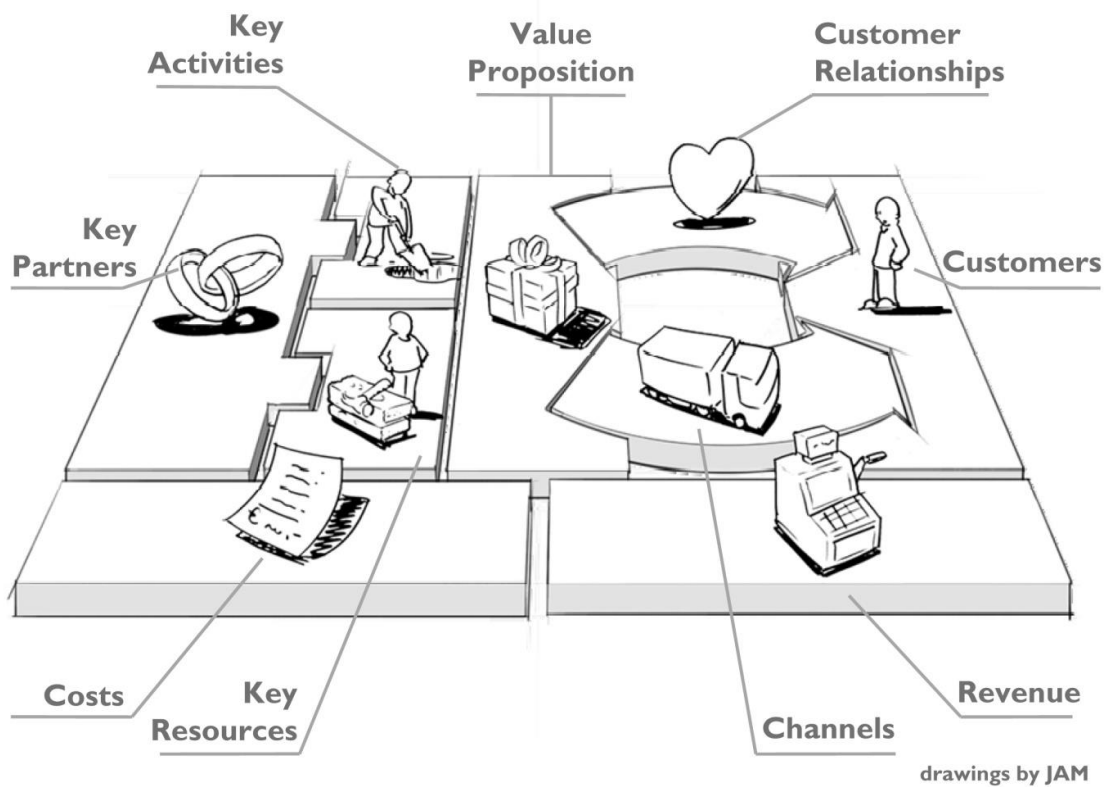 Key
Activities
Value
Proposition
Customer
Relationships
Key
Partners
Customers
€
Costs
Key
Resources
Channels
Revenue
drawings by JAM